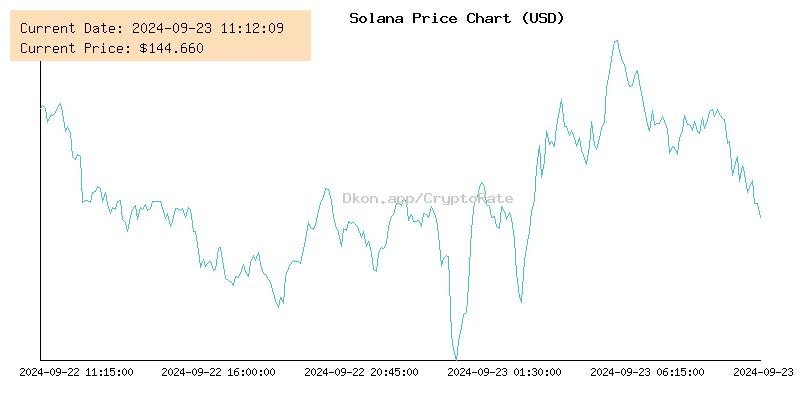 Solana Price Chart (USD)
Current Date: 2024-09-23 11:12:09
Current Price: $144.660
Dkon.app/CryptoRate
2024-09-22 11:15:00 2024-09-22 16:00:00 2024-09-22 20:45:00 2024-09-23 01:30:00 2024-09-23 06:15:00 2024-09-23